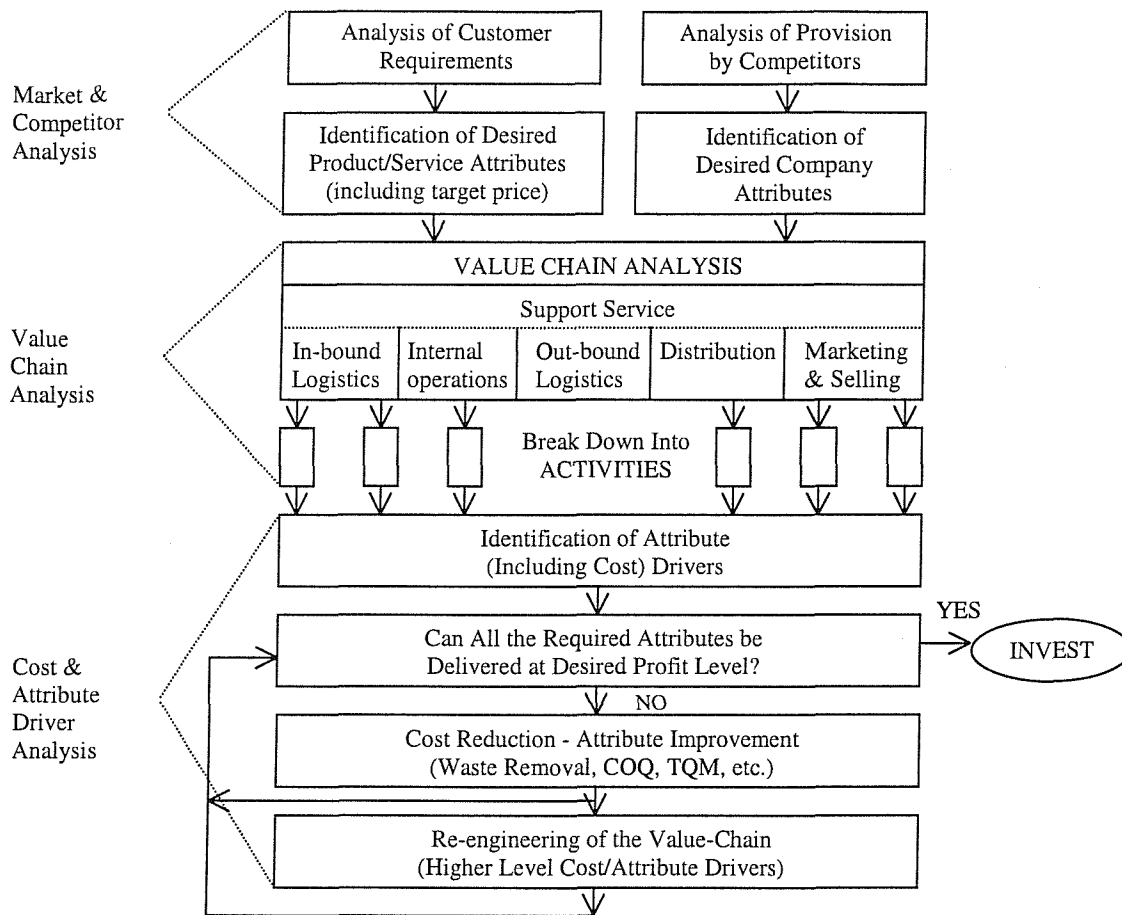 Analysis of Customer
Requirements
Analysis of Provision
by Competitors
Market &
Competitor
Analysis
Identification of Desired
Product/Service Attributes
(including target price)
Identification of
Desired Company
Attributes
VALUE CHAIN ANALYSIS
Support Service
Value
Chain
Analysis
In-bound
Logistics
Internal
operations
Out-bound
Logistics
Distribution
Marketing
& Selling
Break Down Into
ACTIVITIES
Identification of Attribute
(Including Cost) Drivers
YES
Can All the Required Attributes be
Delivered at Desired Profit Level?
INVEST
Cost &
Attribute
Driver
Analysis
NO
Cost Reduction - Attribute Improvement
(Waste Removal, COQ, TQM, etc.)
Re-engineering of the Value-Chain
(Higher Level Cost/Attribute Drivers)